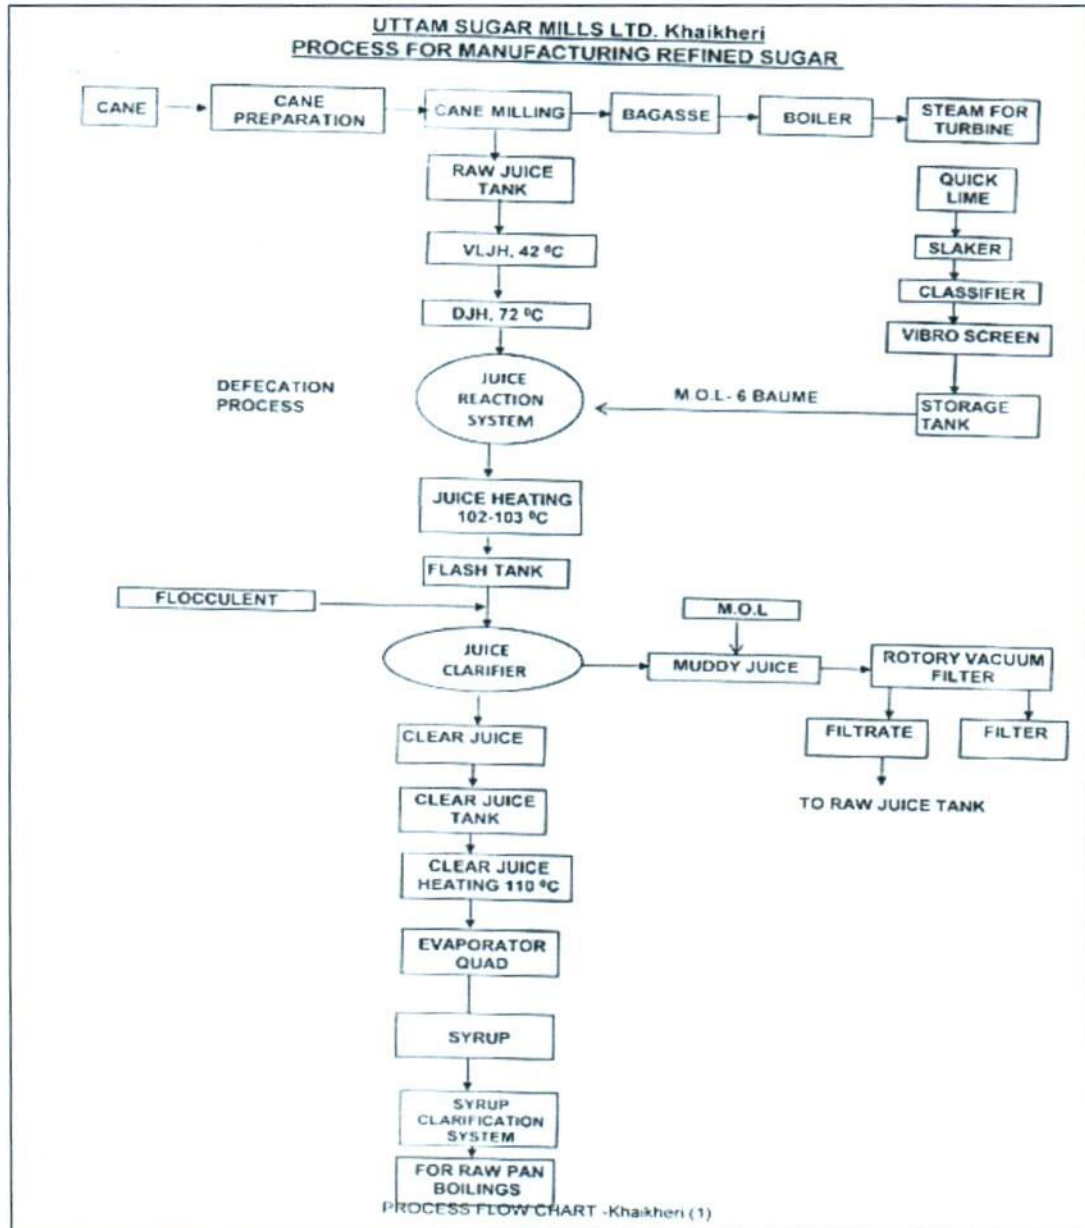 UTTAM SUGAR MILLS LTD. Khaikheri
PROCESS FOR MANUFACTURING REFINED SUGAR
CANE
CANE
PREPARATION
CANE MILLING
BAGASSE
BOILER
STEAM FOR
TURBINE
RAW JUICE
TANK
QUICK
LIME
VLJH, 42 ⁰C
SLAKER
CLASSIFIER
DJH, 72 ⁰C
VIBRO SCREEN
DEFECATION
PROCESS
JUICE
REACTION
SYSTEM
M.O.L- 6 BAUME
STORAGE
TANK
JUICE HEATING
102-103 ⁰C
FLASH TANK
FLOCCULENT
M.O.L
JUICE
CLARIFIER
MUDDY JUICE
ROTORY VACUUM
FILTER
CLEAR JUICE
FILTRATE
FILTER
CLEAR JUICE
TANK
TO RAW JUICE TANK
CLEAR JUICE
HEATING 110 ⁰C
EVAPORATOR
QUAD
SYRUP
SYRUP
CLARIFICATION
SYSTEM
FOR RAW PAN
BOILINGS
PROCESS FLOW CHART -Khaikheri (1)